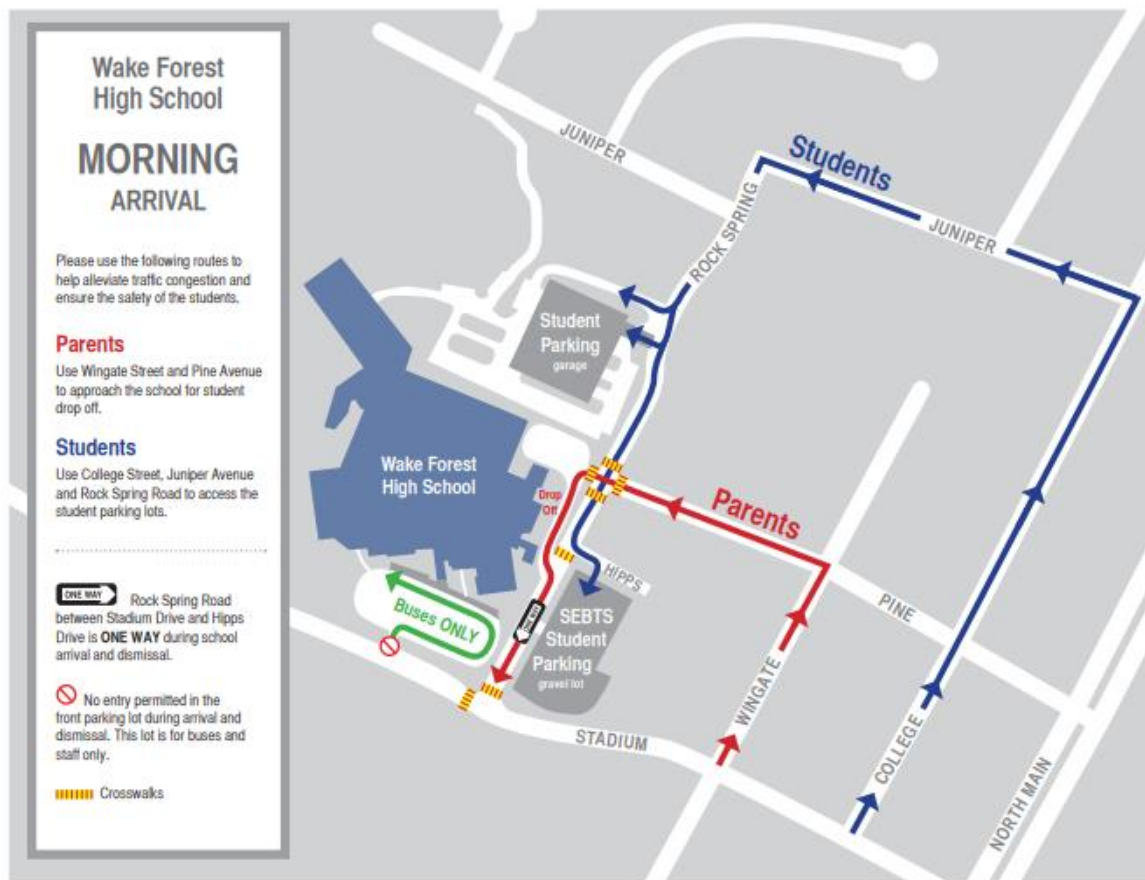 Wake Forest
High School
MORNING
ARRIVAL
Please use the following routes to
help alleviate traffic congestion and
ensure the safety of the students.
Parents
Use Wingate Street and Pine Avenue
to approach the school for student
drop off.
Students
Use College Street, Juniper Avenue
and Rock Spring Road to access the
student parking lots.
ONE WAY Rock Spring Road
between Stadium Drive and Hipps
Drive is ONE WAY during school
arrival and dismissal.
No entry permitted in the
front parking lot during arrival and
dismissal. This lot is for buses and
staff only.
Crosswalks
JUNIPER
Students
JUNIPER
ROCK SPRING
Student
Parking
garage
Wake Forest
High School
Drop
Off
Parents
HIPPS
PINE
Buses ONLY
ONE WAY
SEBTS
Student
Parking
gravel lot
WINGATE
STADIUM
COLLEGE
NORTH MAIN